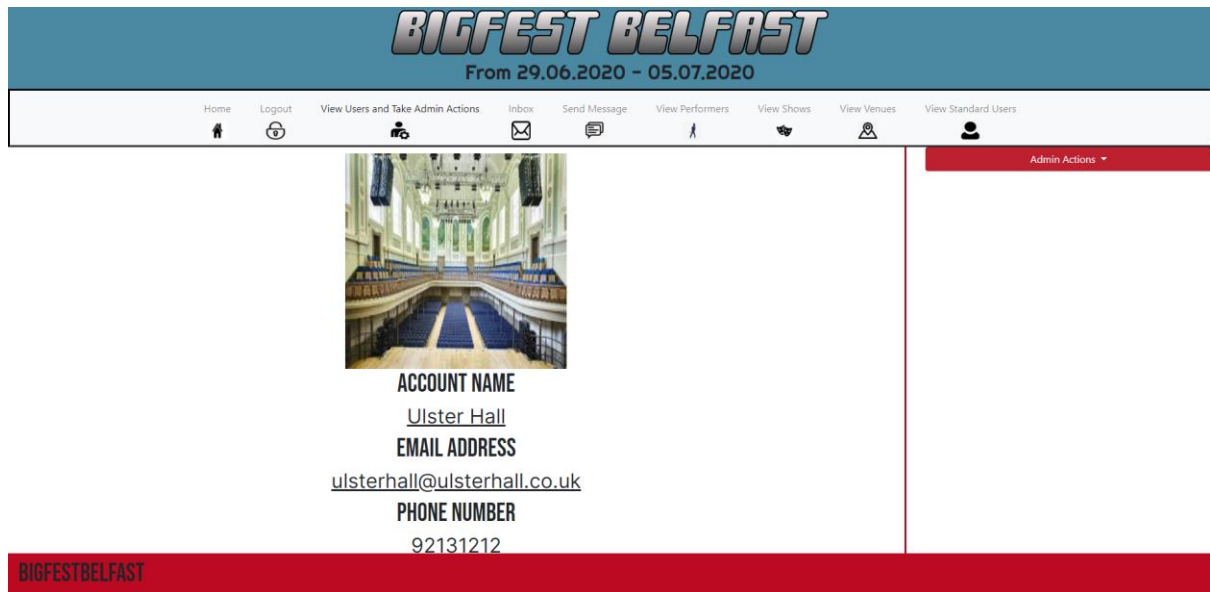 BIGFEST BELFAST
From 29.06.2020 - 05.07.2020
Home Logout View Users and Take Admin Actions Inbox Send Message View Performers View Shows View Venues View Standard Users
Admin Actions
ACCOUNT NAME
Ulster Hall
EMAIL ADDRESS
ulsterhall@ulsterhall.co.uk
PHONE NUMBER
92131212
BIGFESTBELFAST